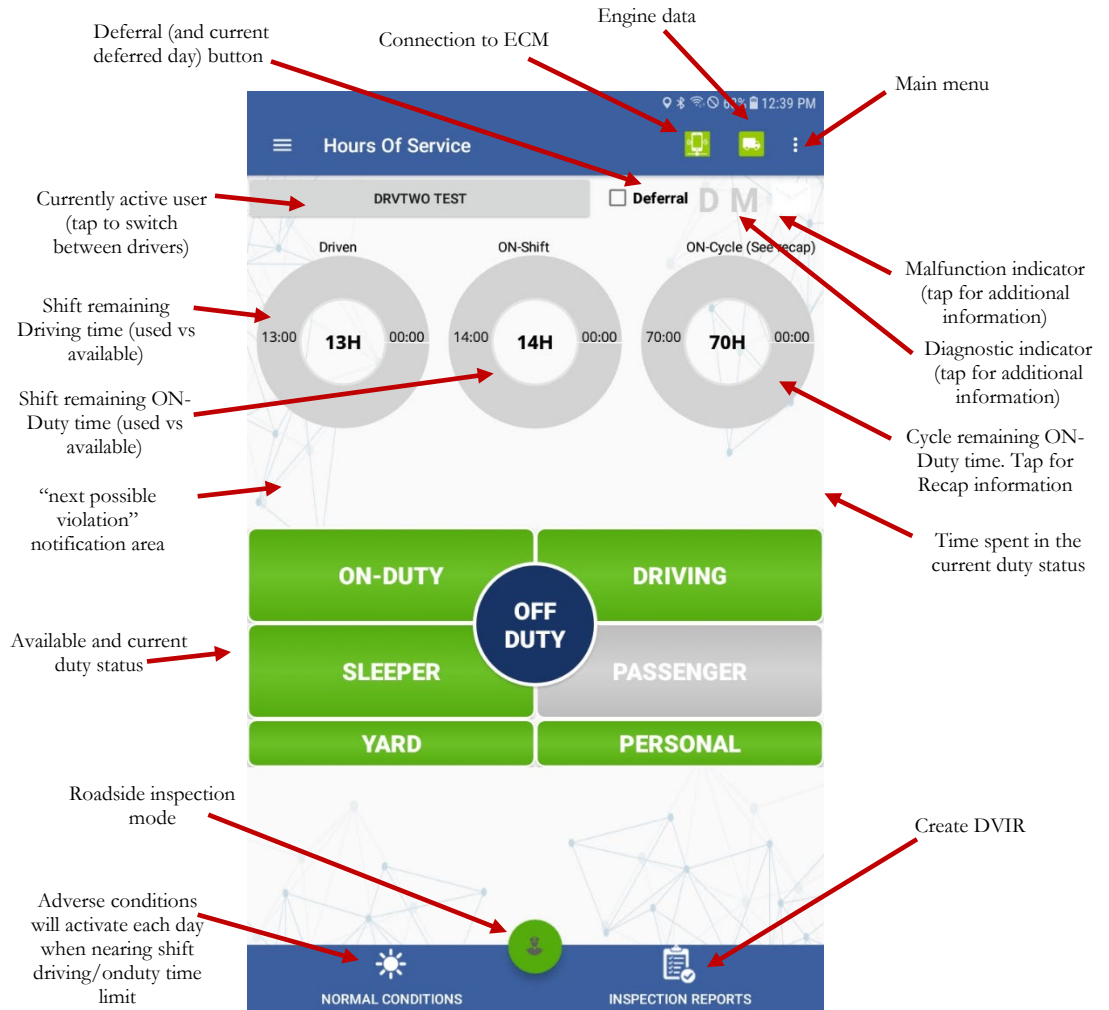 Engine data
Deferral (and current
deferred day) button
Connection to ECM
Main menu
12:39 PM
Hours Of Service
Currently active user
(tap to switch
between drivers)
DRVTWO TEST
Deferral D M
Driven
ON-Shift
ON-Cycle (See recap)
Malfunction indicator
(tap for additional
information)
Shift remaining
Driving time (used vs
available)
13:00 13H 00:00
14:00 14H 00:00
70:00 70H 00:00
Diagnostic indicator
(tap for additional
information)
Shift remaining ON-
Duty time (used vs
available)
Cycle remaining ON-
Duty time. Tap for
Recap information
“next possible
violation”
notification area
Time spent in the
current duty status
ON-DUTY
DRIVING
OFF
DUTY
Available and current
duty status
SLEEPER
PASSENGER
YARD
PERSONAL
Roadside inspection
mode
Create DVIR
Adverse conditions
will activate each day
when nearing shift
driving/onduty time
limit
NORMAL CONDITIONS
INSPECTION REPORTS